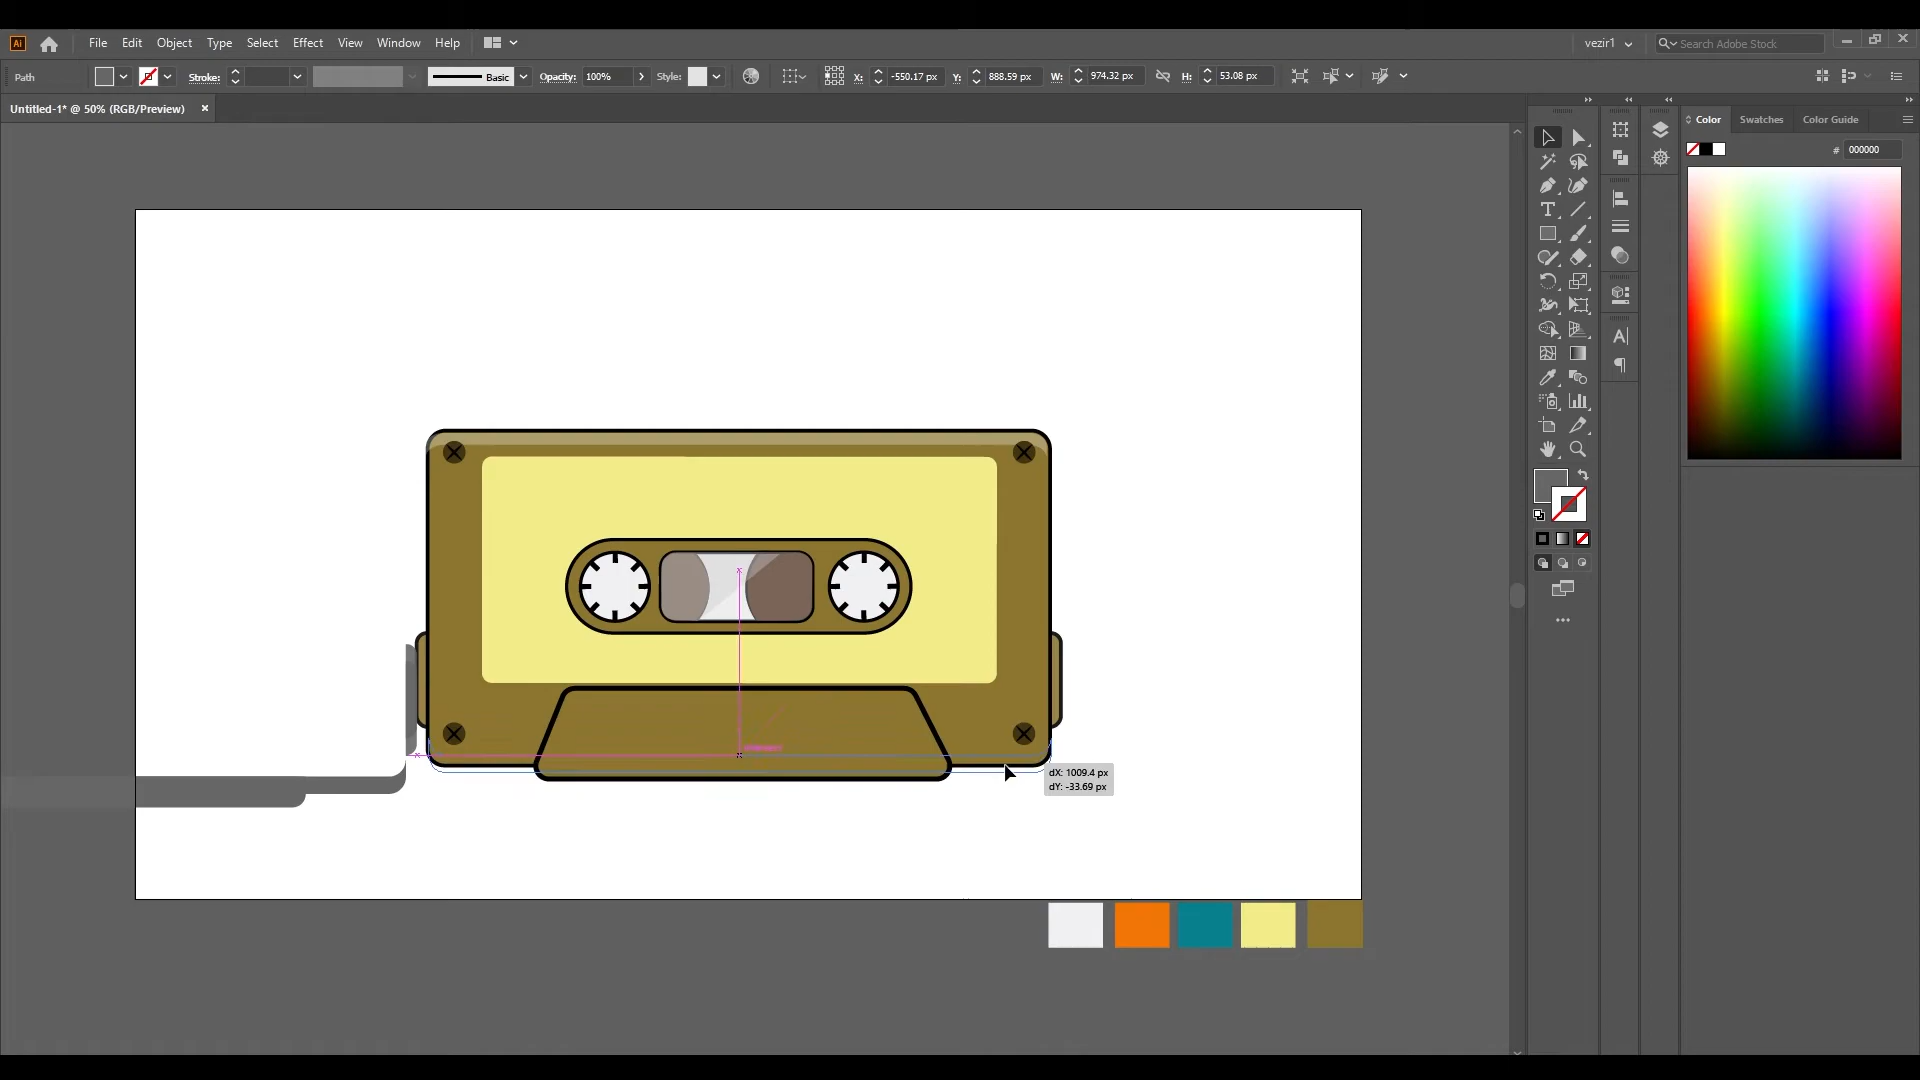 Ai File Edit Object Type Select Effect View Window Help vezir1 Search Adobe Stock
Path Stroke: Basic Opacity: 100% Style: X: -550.17 px Y: 888.59 px W: 974.32 px H: 53.08 px
Untitled-1* @ 50% (RGB/Preview)
Color Swatches Color Guide
# 000000
dX: 1009.4 px
dY: -33.69 px